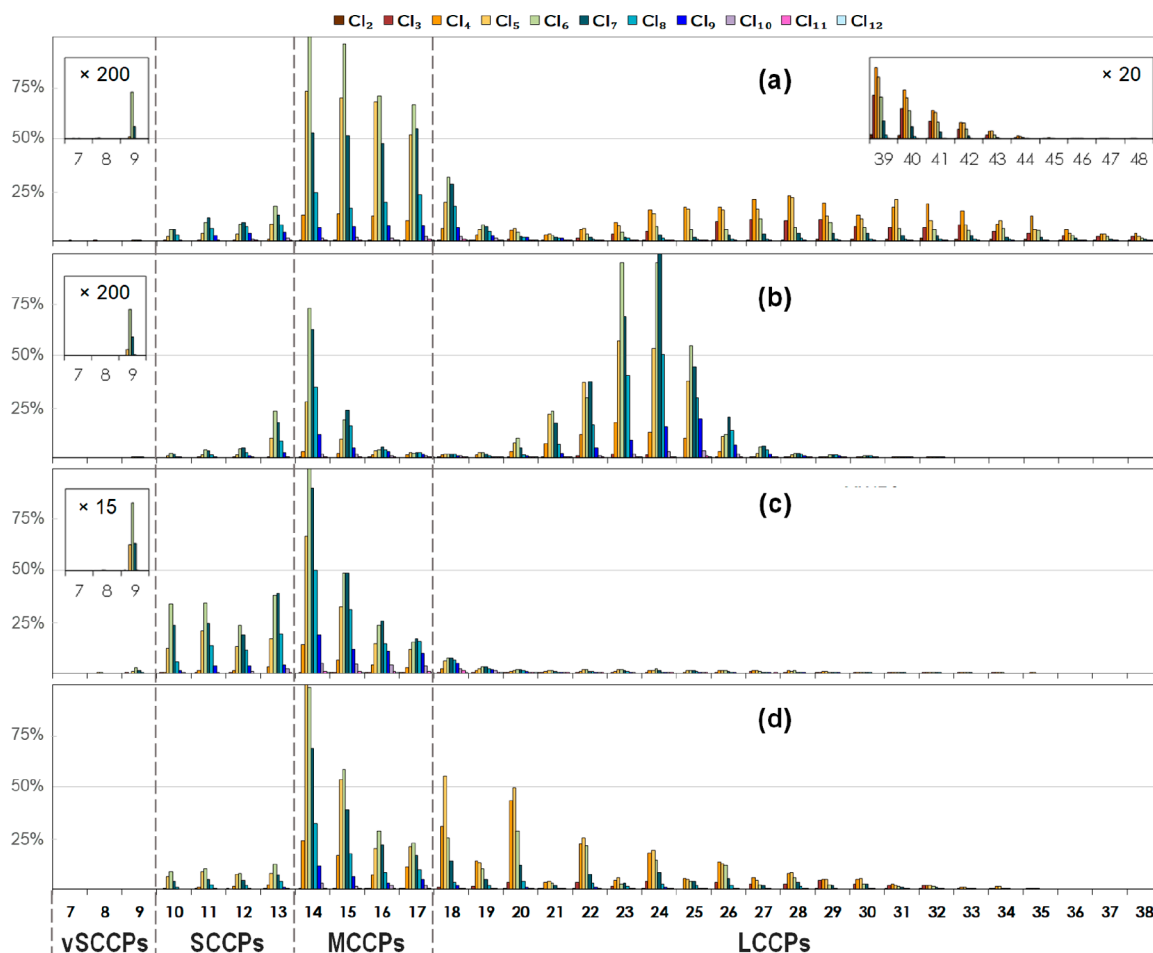 Cl₂ Cl₃ Cl₄ Cl₅ Cl₆ Cl₇ Cl₈ Cl₉ Cl₁₀ Cl₁₁ Cl₁₂
75%
50%
25%
× 200
7 8 9
(a)
× 20
39 40 41 42 43 44 45 46 47 48
75%
50%
25%
× 200
7 8 9
(b)
75%
50%
25%
× 15
7 8 9
(c)
75%
50%
25%
(d)
7 8 9 10 11 12 13 14 15 16 17 18 19 20 21 22 23 24 25 26 27 28 29 30 31 32 33 34 35 36 37 38
vSCCPs SCCPs MCCPs LCCPs